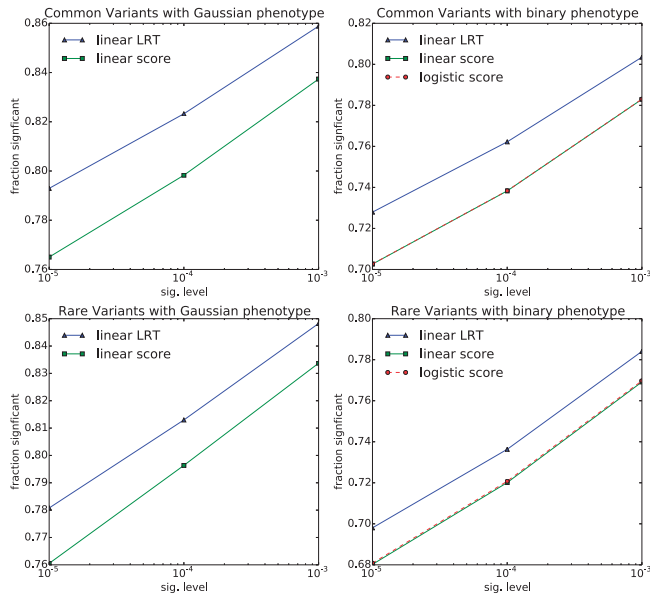 Common Variants with Gaussian phenotype
linear LRT
linear score
fraction signficant
0.86
0.84
0.82
0.80
0.78
0.76
10-5
10-4
10-3
sig. level
Common Variants with binary phenotype
linear LRT
linear score
logistic score
fraction signficant
0.82
0.80
0.78
0.76
0.74
0.72
0.70
10-5
10-4
10-3
sig. level
Rare Variants with Gaussian phenotype
linear LRT
linear score
fraction signficant
0.85
0.84
0.83
0.82
0.81
0.80
0.79
0.78
0.77
0.76
10-5
10-4
10-3
sig. level
Rare Variants with binary phenotype
linear LRT
linear score
logistic score
fraction signficant
0.80
0.78
0.76
0.74
0.72
0.70
0.68
10-5
10-4
10-3
sig. level